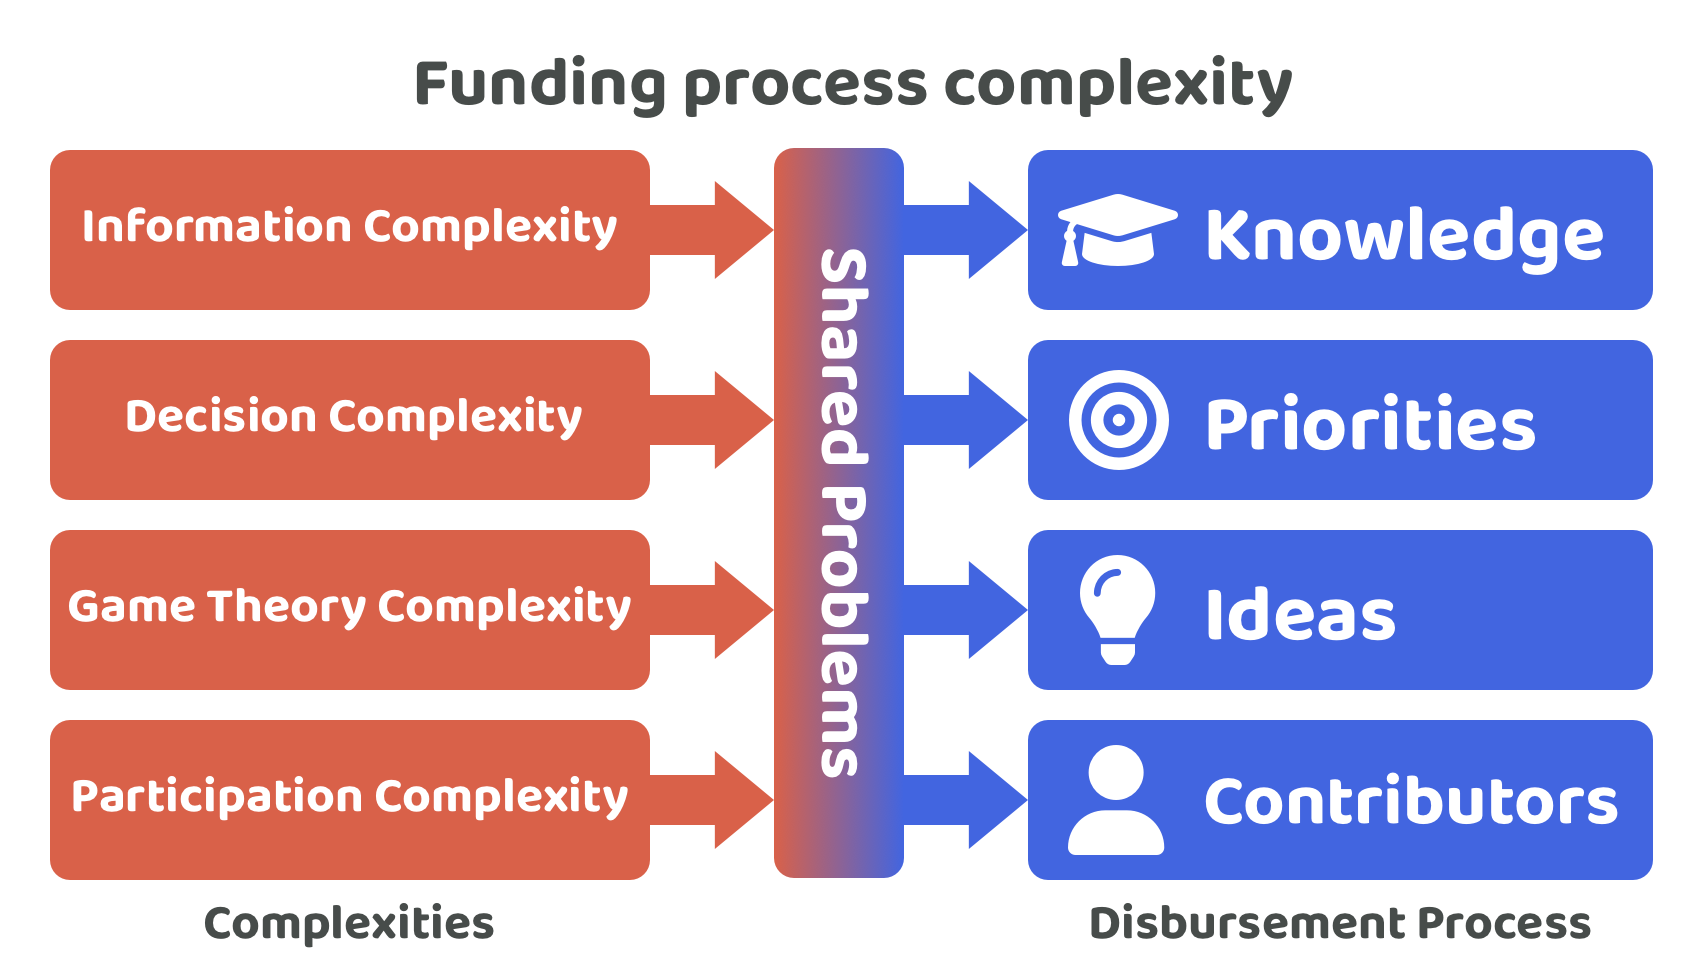 Funding process complexity
Information Complexity
Decision Complexity
Game Theory Complexity
Participation Complexity
Complexities
Shared Problems
Knowledge
Priorities
Ideas
Contributors
Disbursement Process